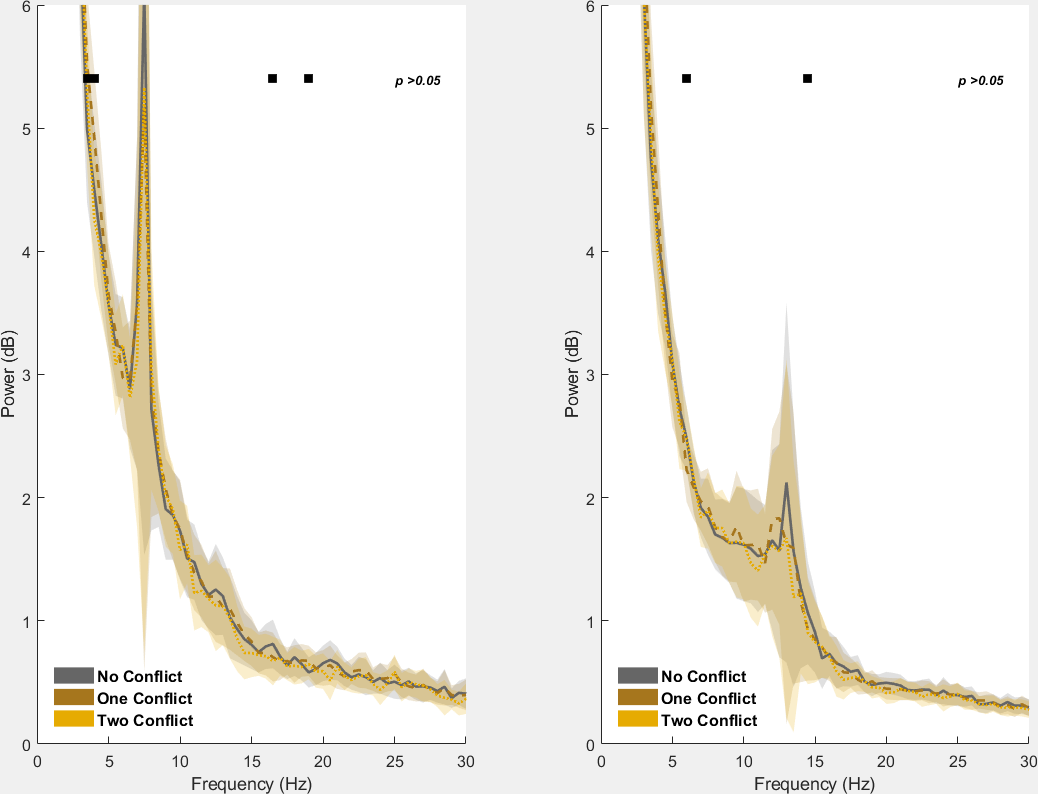 6
5
4
3
2
1
0
Power (dB)
p >0.05
No Conflict
One Conflict
Two Conflict
0 5 10 15 20 25 30
Frequency (Hz)
6
5
4
3
2
1
0
Power (dB)
p >0.05
No Conflict
One Conflict
Two Conflict
0 5 10 15 20 25 30
Frequency (Hz)